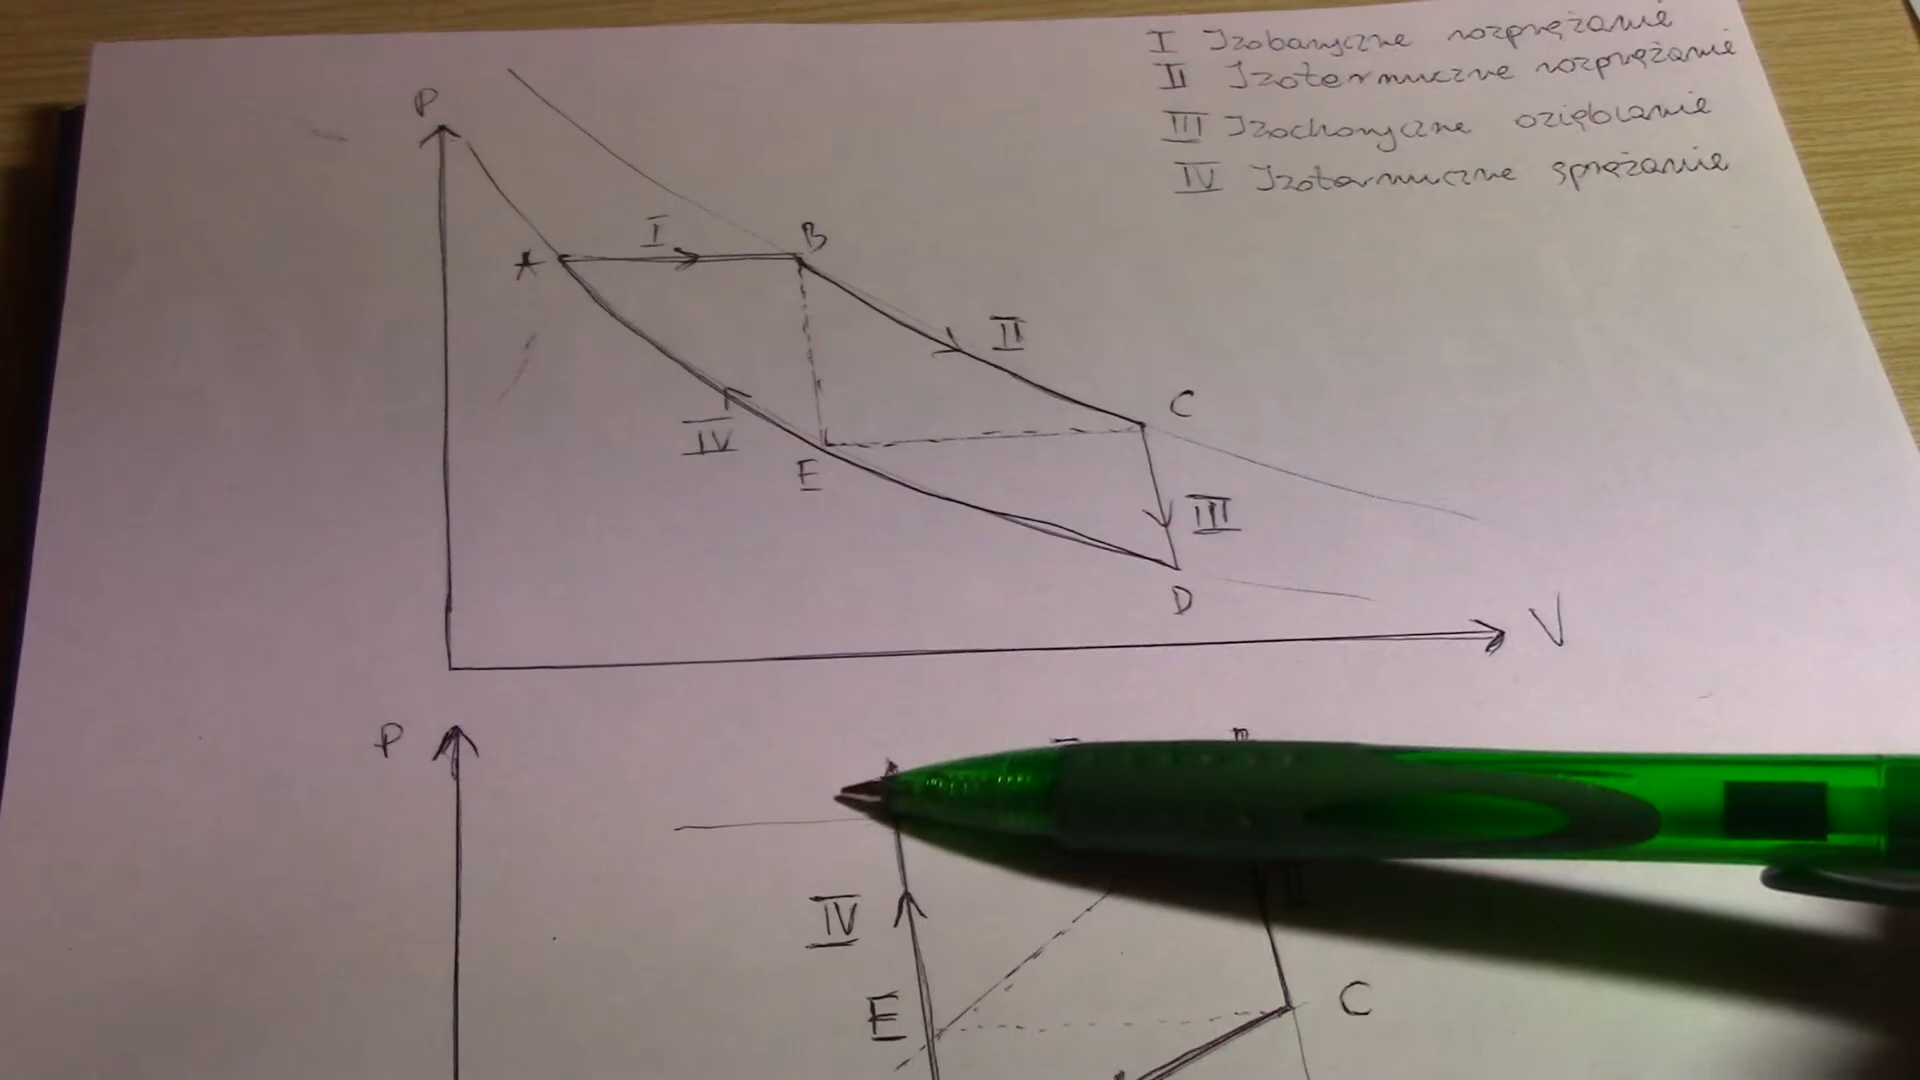 I Izobaryczne rozprężanie
II Izotermiczne rozprężanie
III Izochoryczne oziębianie
IV Izotermiczne sprężanie
P
I
B
A
II
C
IV
E
III
D
V
P
IV
E
C